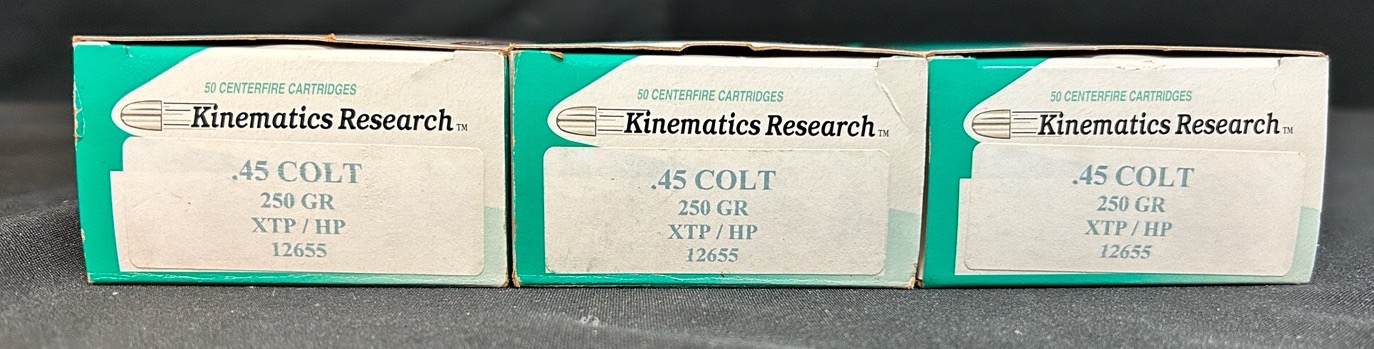 50 CENTERFIRE CARTRIDGES
Kinematics Research™
.45 COLT
250 GR
XTP / HP
12655
50 CENTERFIRE CARTRIDGES
Kinematics Research™
.45 COLT
250 GR
XTP / HP
12655
50 CENTERFIRE CARTRIDGES
Kinematics Research™
.45 COLT
250 GR
XTP / HP
12655